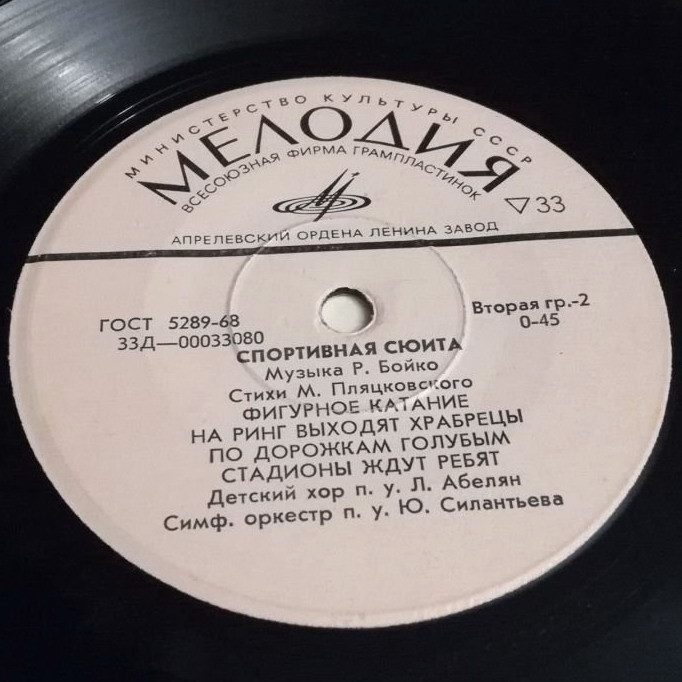 МИНИСТЕРСТВО КУЛЬТУРЫ СССР
МЕЛОДИЯ
ВСЕСОЮЗНАЯ ФИРМА ГРАМПЛАСТИНОК
▽33
АПРЕЛЕВСКИЙ ОРДЕНА ЛЕНИНА ЗАВОД
ГОСТ 5289-68
33Д—00033080
Вторая гр.-2
0-45
СПОРТИВНАЯ СЮИТА
Музыка Р. Бойко
Стихи М. Пляцковского
ФИГУРНОЕ КАТАНИЕ
НА РИНГ ВЫХОДЯТ ХРАБРЕЦЫ
ПО ДОРОЖКАМ ГОЛУБЫМ
СТАДИОНЫ ЖДУТ РЕБЯТ
Детский хор п. у. Л. Абелян
Симф. оркестр п. у. Ю. Силантьева